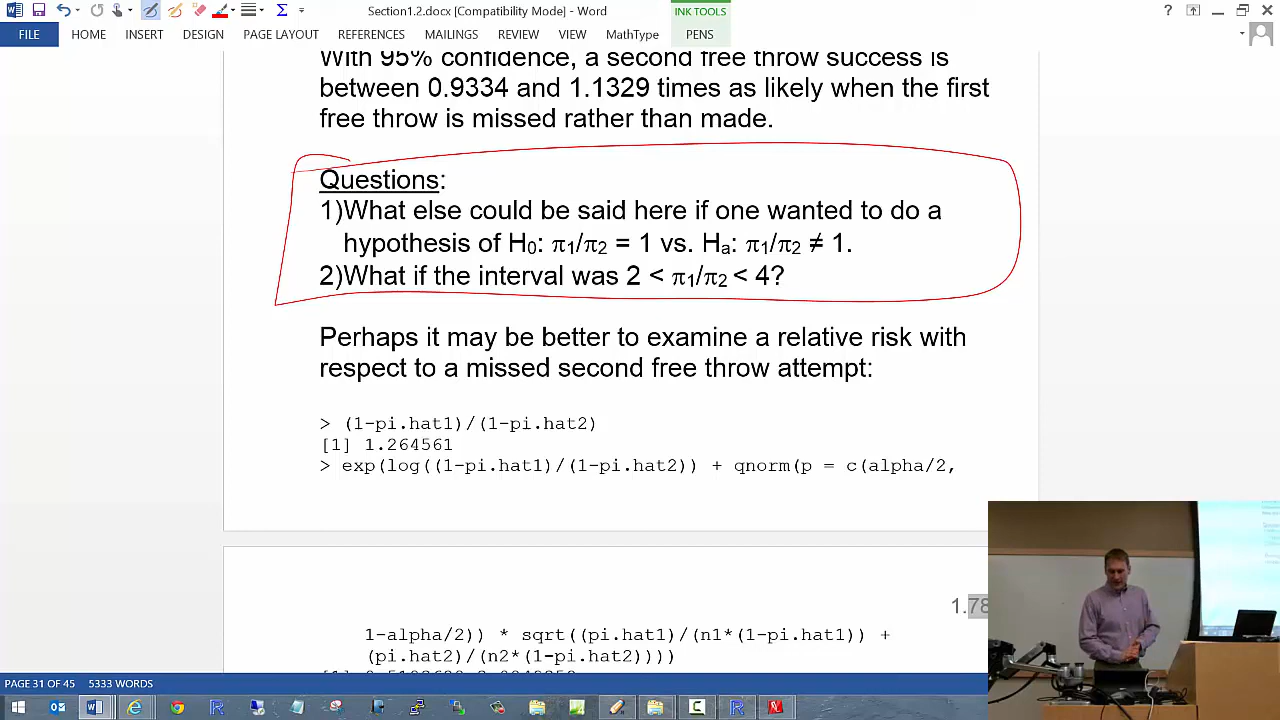 Section1.2.docx [Compatibility Mode] - Word
INK TOOLS
FILE HOME INSERT DESIGN PAGE LAYOUT REFERENCES MAILINGS REVIEW VIEW MathType PENS
With 95% confidence, a second free throw success is
between 0.9334 and 1.1329 times as likely when the first
free throw is missed rather than made.
Questions:
1)What else could be said here if one wanted to do a
hypothesis of H0: π1/π2 = 1 vs. Ha: π1/π2 ≠ 1.
2)What if the interval was 2 < π1/π2 < 4?
Perhaps it may be better to examine a relative risk with
respect to a missed second free throw attempt:
> (1-pi.hat1)/(1-pi.hat2)
[1] 1.264561
> exp(log((1-pi.hat1)/(1-pi.hat2)) + qnorm(p = c(alpha/2,
1.78
1-alpha/2)) * sqrt((pi.hat1)/(n1*(1-pi.hat1)) +
(pi.hat2)/(n2*(1-pi.hat2))))
PAGE 31 OF 45 5333 WORDS